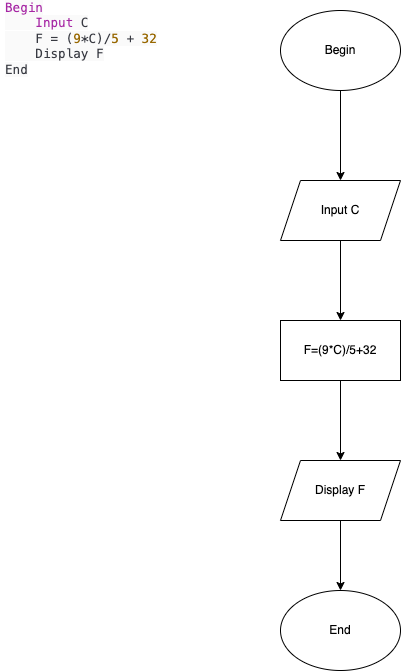 Begin
    Input C
    F = (9*C)/5 + 32
    Display F
End
Begin
Input C
F=(9*C)/5+32
Display F
End